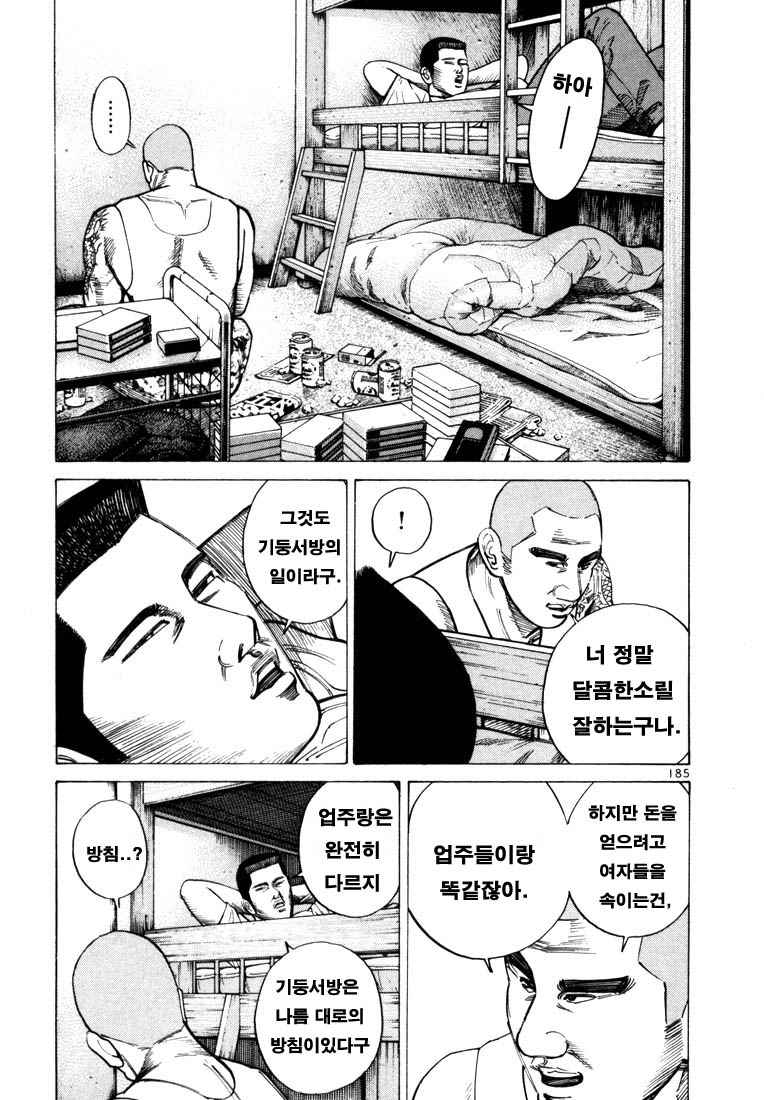 하아
—
……
너 정말
달콤한소릴
잘하는구나.
!
그것도
기둥서방의
일이라구.
185
하지만 돈을
얻으려고
여자들을
속이는건,
업주들이랑
똑같잖아.
업주랑은
완전히
다르지
기둥서방은
나름 대로의
방침이있다구
방침..?